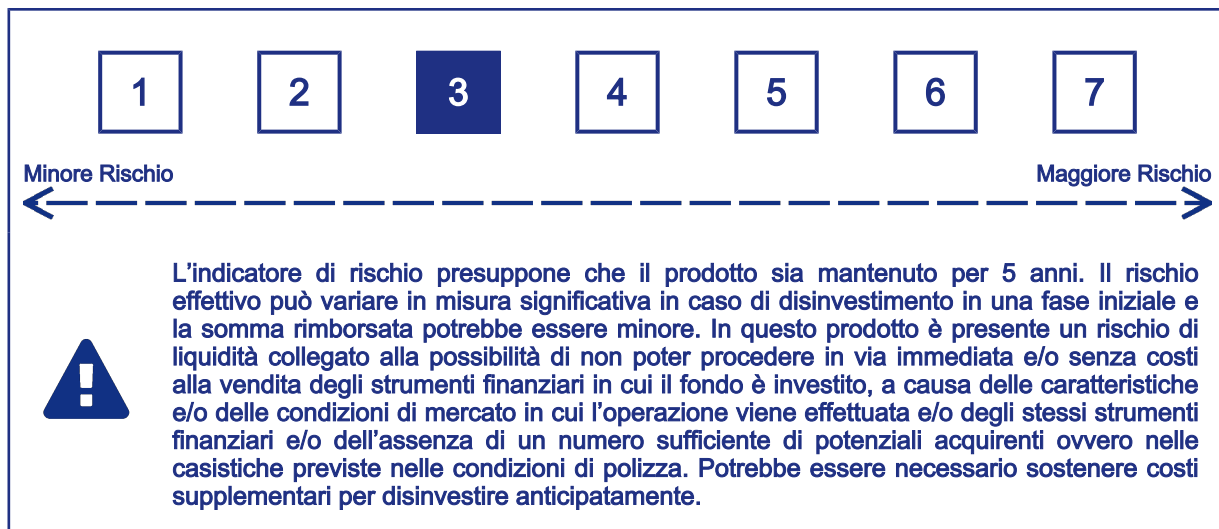 1 2 3 4 5 6 7
Minore Rischio Maggiore Rischio
L'indicatore di rischio presuppone che il prodotto sia mantenuto per 5 anni. Il rischio
effettivo può variare in misura significativa in caso di disinvestimento in una fase iniziale e
la somma rimborsata potrebbe essere minore. In questo prodotto è presente un rischio di
liquidità collegato alla possibilità di non poter procedere in via immediata e/o senza costi
alla vendita degli strumenti finanziari in cui il fondo è investito, a causa delle caratteristiche
e/o delle condizioni di mercato in cui l'operazione viene effettuata e/o degli stessi strumenti
finanziari e/o dell'assenza di un numero sufficiente di potenziali acquirenti ovvero nelle
casistiche previste nelle condizioni di polizza. Potrebbe essere necessario sostenere costi
supplementari per disinvestire anticipatamente.